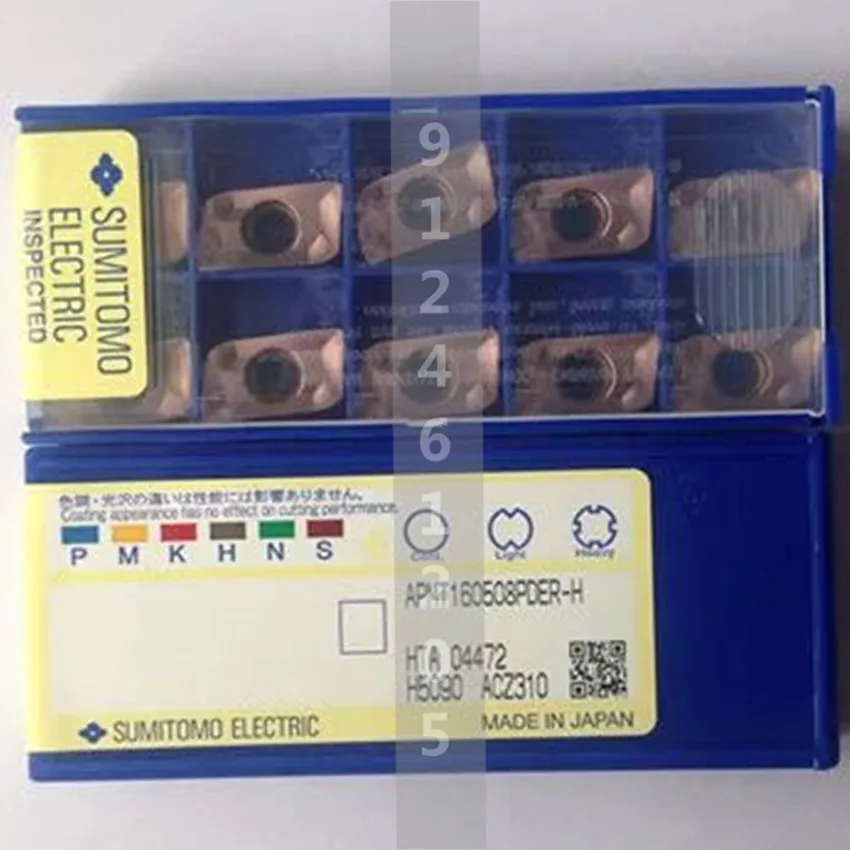 SUMITOMO
ELECTRIC
INSPECTED
9
1
2
4
6
1
2
0
5
色調・光沢の違いは性能には影響ありません。
Coating appearance has no effect on cutting performance.
P M K H N S
Cont. Light Heavy
APMT160508PDER-H
HTA 04472
H5090 ACZ310
SUMITOMO ELECTRIC
MADE IN JAPAN